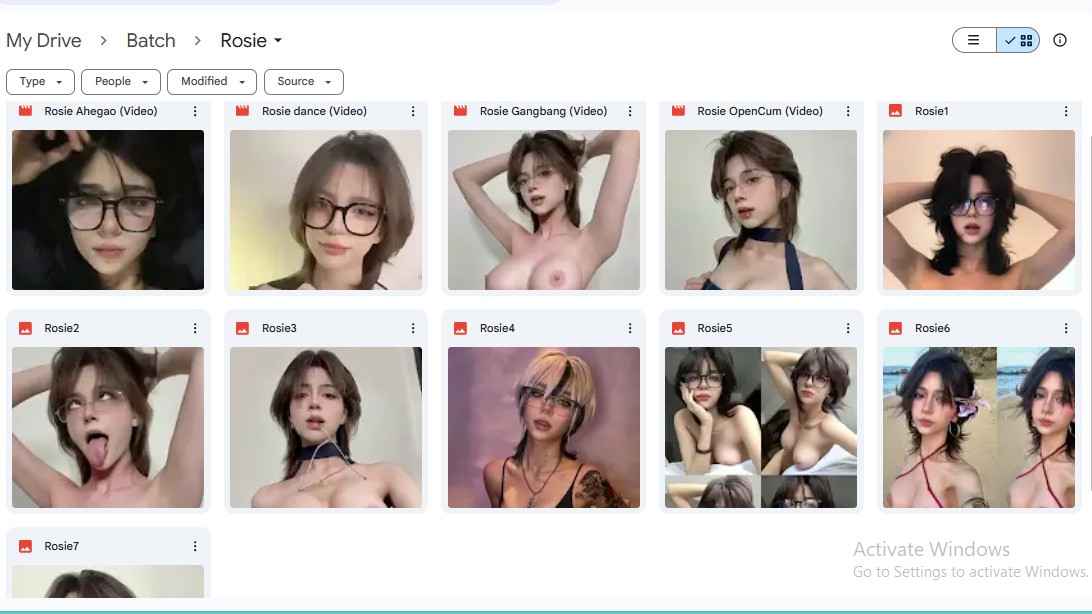 My Drive > Batch > Rosie
Type People Modified Source
Rosie Ahegao (Video) Rosie dance (Video) Rosie Gangbang (Video) Rosie OpenCum (Video) Rosie1
Rosie2 Rosie3 Rosie4 Rosie5 Rosie6
Rosie7
Activate Windows
Go to Settings to activate Windows.